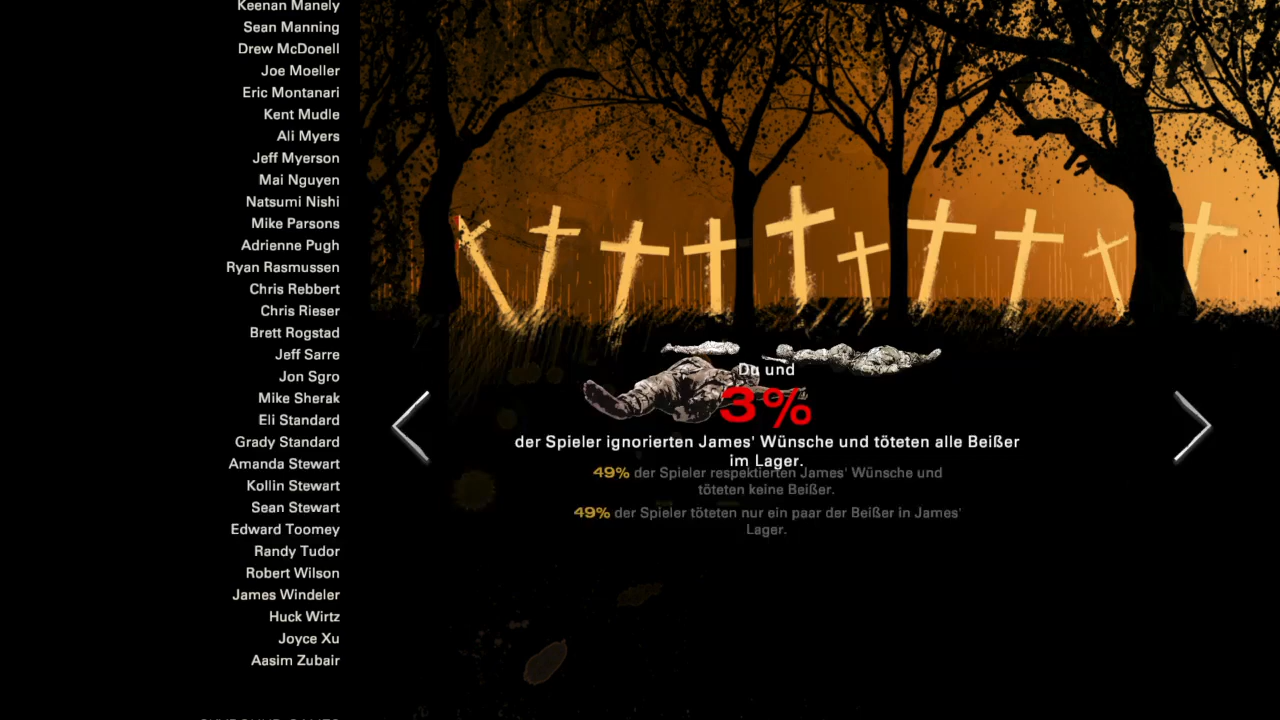 Keenan Manely
Sean Manning
Drew McDonell
Joe Moeller
Eric Montanari
Kent Mudle
Ali Myers
Jeff Myerson
Mai Nguyen
Natsumi Nishi
Mike Parsons
Adrienne Pugh
Ryan Rasmussen
Chris Rebbert
Chris Rieser
Brett Rogstad
Jeff Sarre
Jon Sgro
Mike Sherak
Eli Standard
Grady Standard
Amanda Stewart
Kollin Stewart
Sean Stewart
Edward Toomey
Randy Tudor
Robert Wilson
James Windeler
Huck Wirtz
Joyce Xu
Aasim Zubair
Du und
3%
der Spieler ignorierten James' Wünsche und töteten alle Beißer
im Lager.
49% der Spieler respektierten James' Wünsche und
töteten keine Beißer.
49% der Spieler töteten nur ein paar der Beißer in James'
Lager.